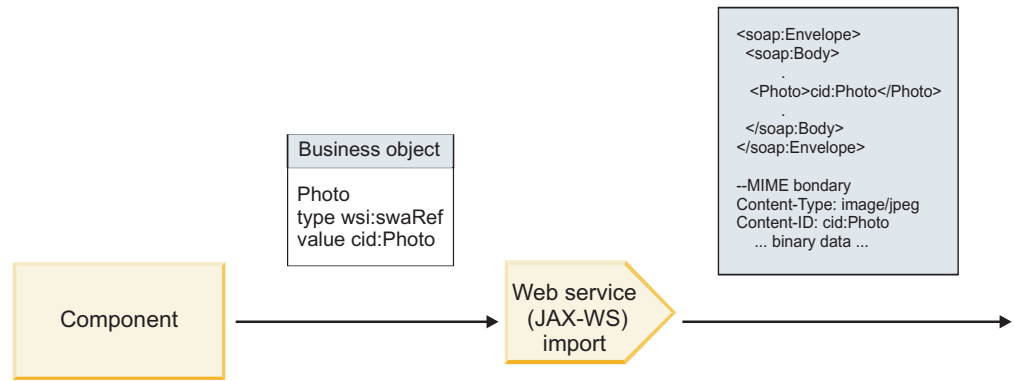 <soap:Envelope>
<soap:Body>
.
<Photo>cid:Photo</Photo>
.
</soap:Body>
</soap:Envelope>
--MIME bondary
Content-Type: image/jpeg
Content-ID: cid:Photo
... binary data ...
Business object
Photo
type wsi:swaRef
value cid:Photo
Component
Web service
(JAX-WS)
import